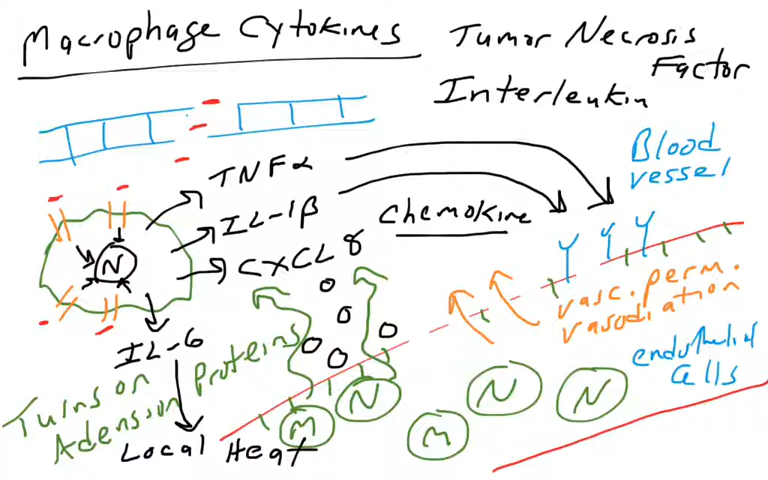 Macrophage Cytokines
Tumor Necrosis
Factor
Interleukin
Blood
vessel
TNFα
IL-1β
Chemokine
CXCL8
N
vasc. perm.
vasodiation
IL-6
endothelial
cells
Turns on
Adension proteins
N
N
N
M
M
Local Heat